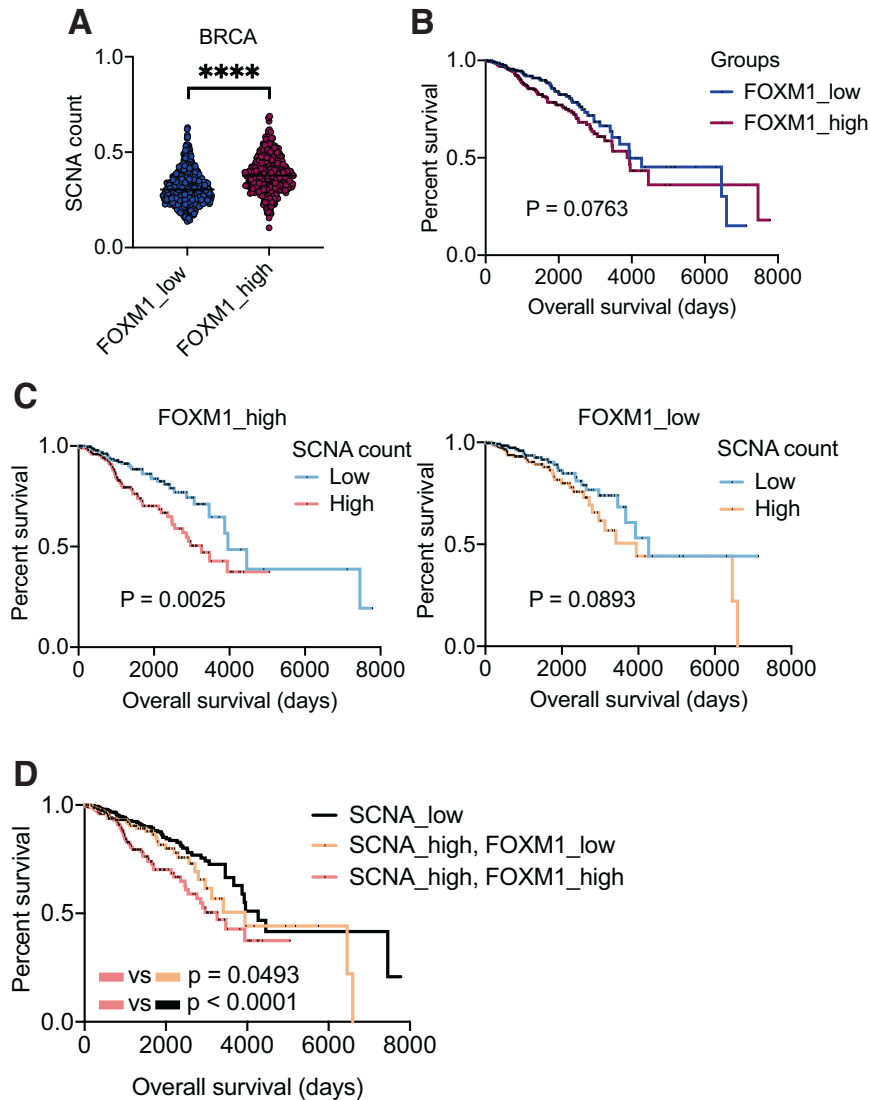 A
BRCA
****
1.0
0.5
0.0
SCNA count
FOXM1_low
FOXM1_high
B
1.0
0.5
0.0
Percent survival
Groups
FOXM1_low
FOXM1_high
P = 0.0763
0 2000 4000 6000 8000
Overall survival (days)
C
FOXM1_high
1.0
0.5
0.0
Percent survival
SCNA count
Low
High
P = 0.0025
0 2000 4000 6000 8000
Overall survival (days)
FOXM1_low
1.0
0.5
0.0
Percent survival
SCNA count
Low
High
P = 0.0893
0 2000 4000 6000 8000
Overall survival (days)
D
1.0
0.5
0.0
Percent survival
SCNA_low
SCNA_high, FOXM1_low
SCNA_high, FOXM1_high
vs p = 0.0493
vs p < 0.0001
0 2000 4000 6000 8000
Overall survival (days)